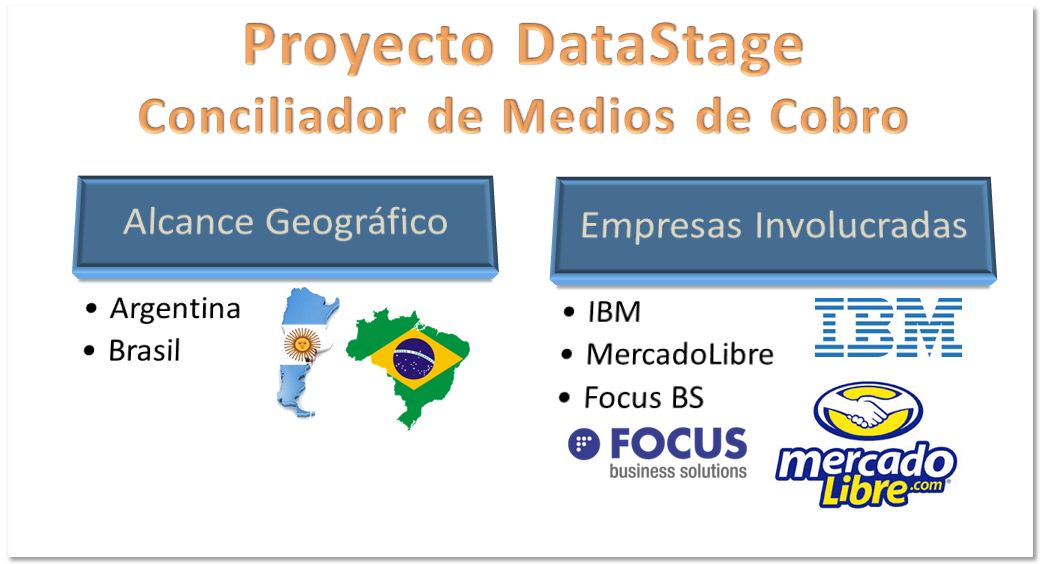 Proyecto DataStage
Conciliador de Medios de Cobro
Alcance Geográfico
• Argentina
• Brasil
Empresas Involucradas
• IBM
• MercadoLibre
• Focus BS
IBM
FOCUS
business solutions
mercado
Libre.com®